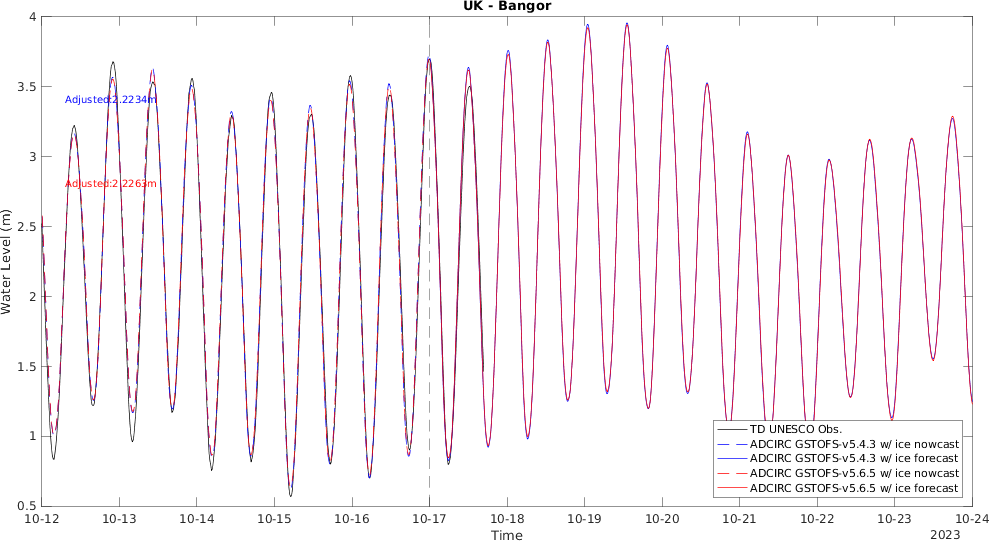 UK - Bangor
4
3.5
3
2.5
2
1.5
1
0.5
Water Level (m)
Adjusted:2.2234m
Adjusted:2.2263m
TD UNESCO Obs.
ADCIRC GSTOFS-v5.4.3 w/ ice nowcast
ADCIRC GSTOFS-v5.4.3 w/ ice forecast
ADCIRC GSTOFS-v5.6.5 w/ ice nowcast
ADCIRC GSTOFS-v5.6.5 w/ ice forecast
10-12 10-13 10-14 10-15 10-16 10-17 10-18 10-19 10-20 10-21 10-22 10-23 10-24
Time
2023